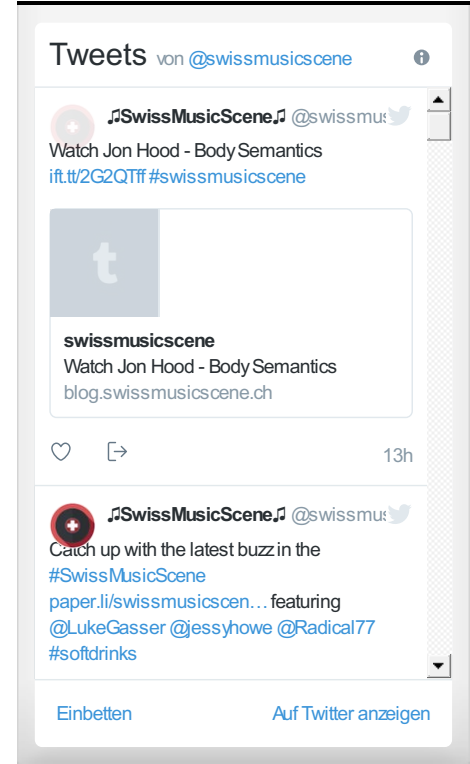 Tweets von @swissmusicscene
♫SwissMusicScene♫ @swissmus
Watch Jon Hood - Body Semantics
ift.tt/2G2QTff #swissmusicscene
t
swissmusicscene
Watch Jon Hood - Body Semantics
blog.swissmusicscene.ch
13h
♫SwissMusicScene♫ @swissmus
Catch up with the latest buzz in the
#SwissMusicScene
paper.li/swissmusicscen… featuring
@LukeGasser @jessyhowe @Radical77
#softdrinks
Einbetten Auf Twitter anzeigen